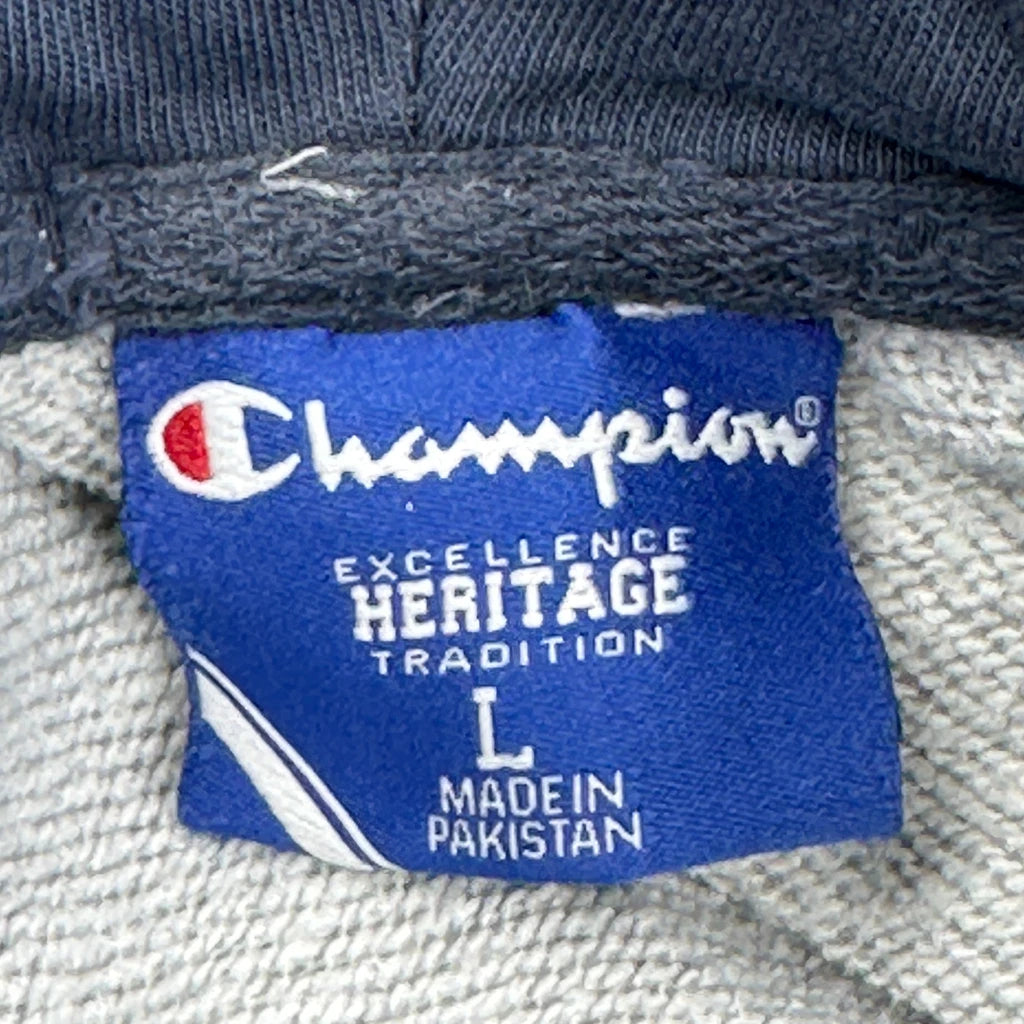 Champion®
EXCELLENCE
HERITAGE
TRADITION
L
MADE IN
PAKISTAN